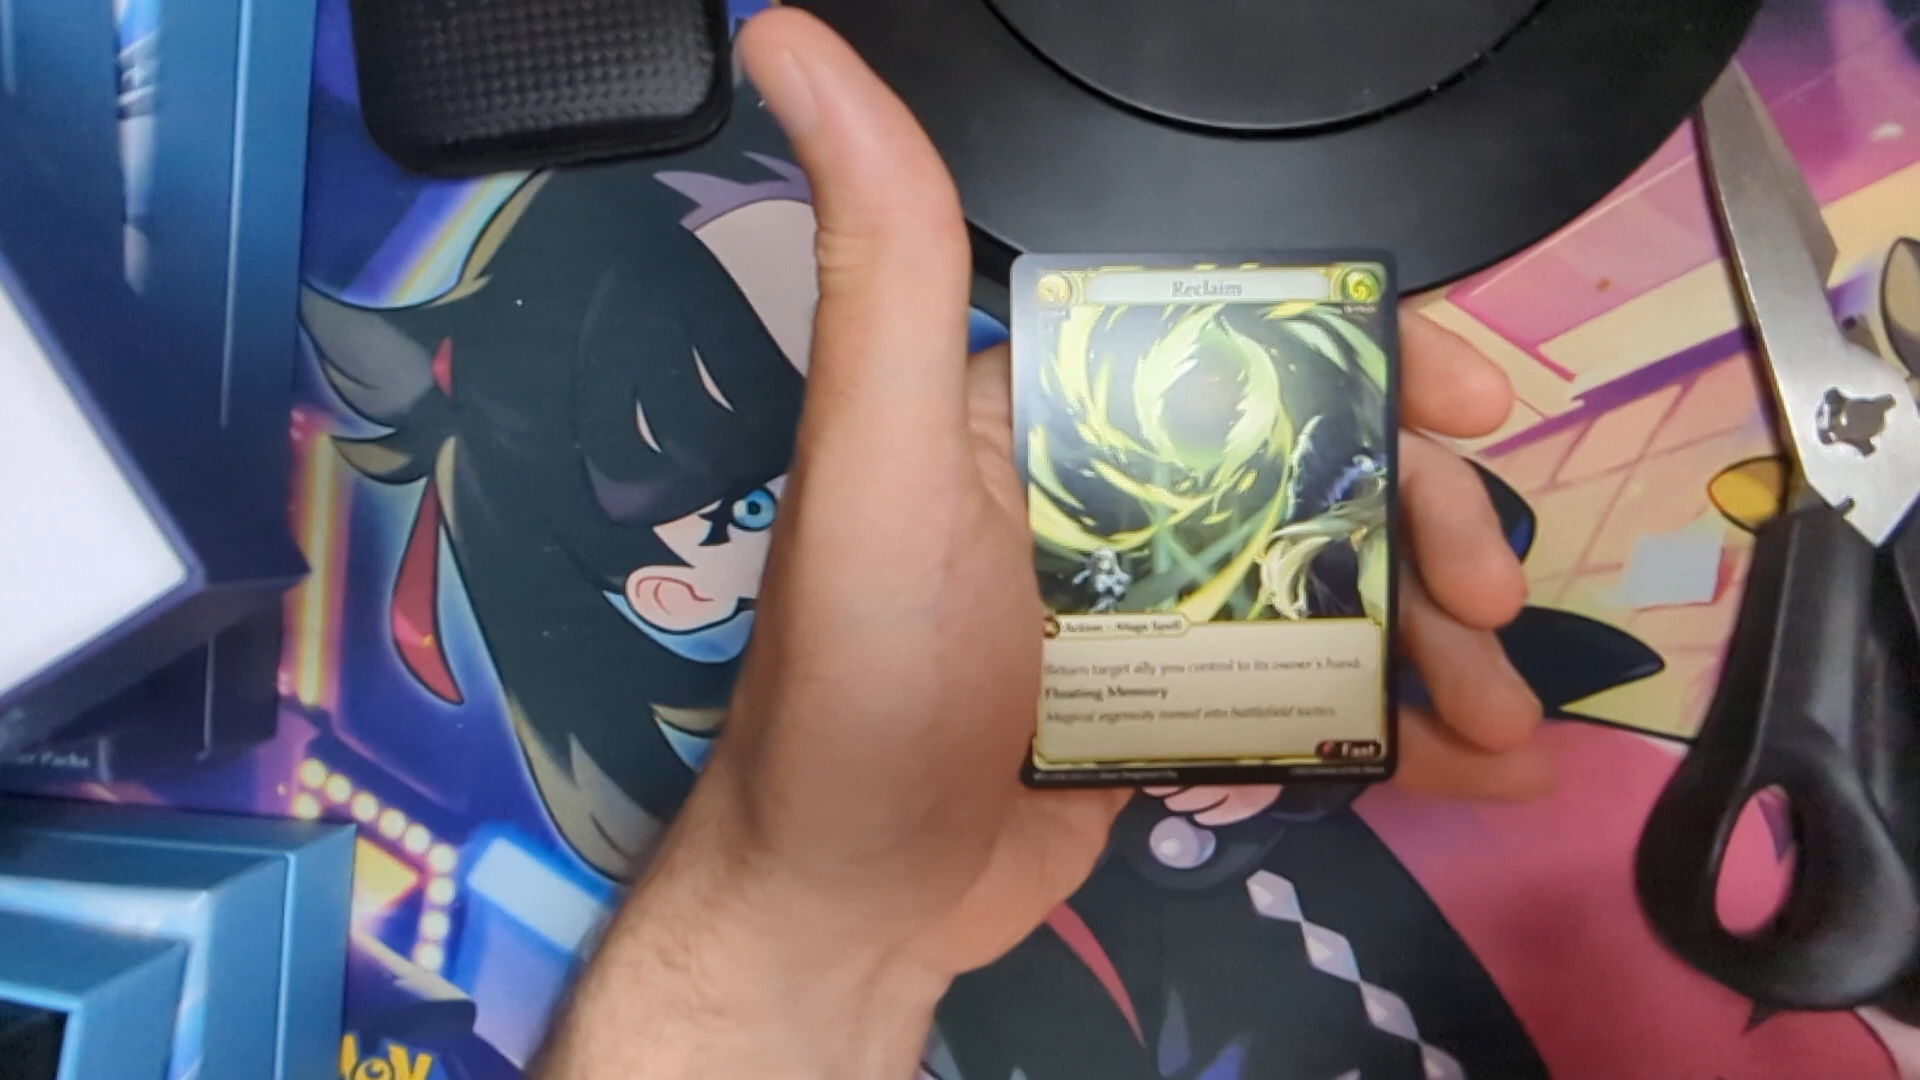 Reclaim
Action - Mage Spell
Return target ally you control to its owner's hand.
Floating Memory
Magical ingenuity turned into battlefield tactics.
Fast
Packs